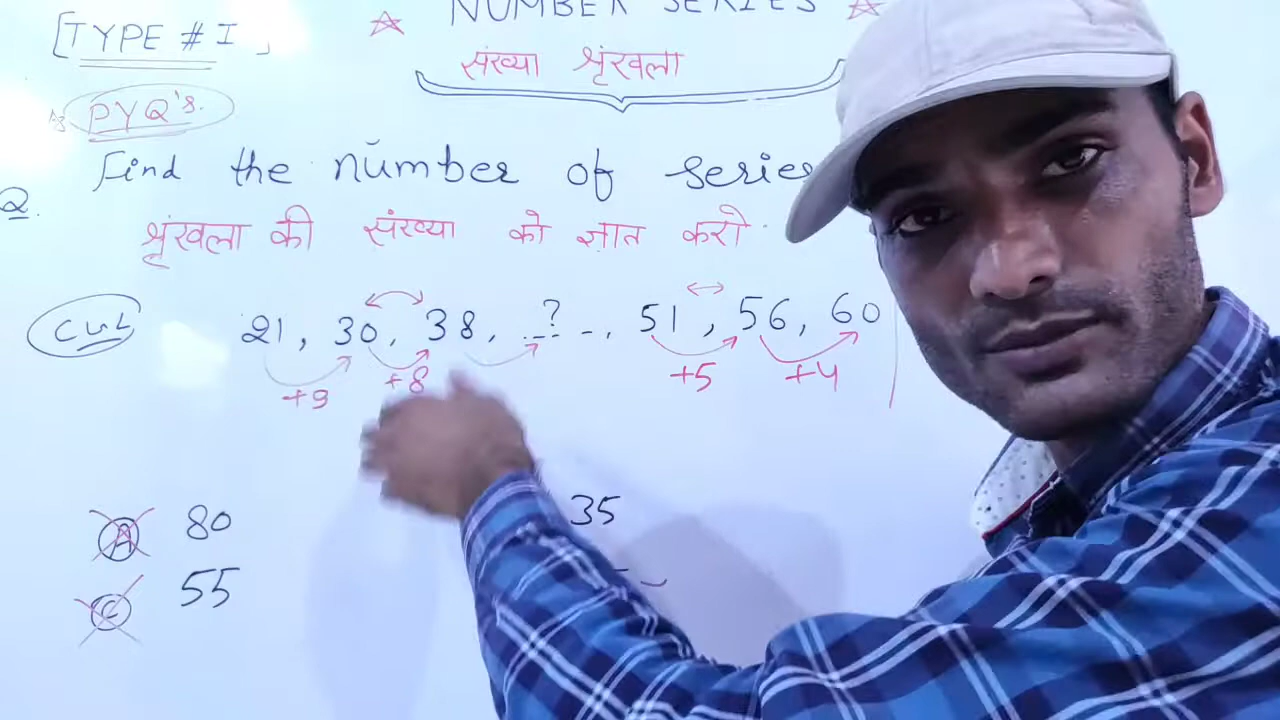 [TYPE # I]
NUMBER SERIES
संख्या श्रृंखला
PYQ's.
Q. Find the number of series
श्रृंखला की संख्या को ज्ञात करो
21, 30, 38, _?_, 51, 56, 60
+9 +8 +5 +4
A 80
35
C 55